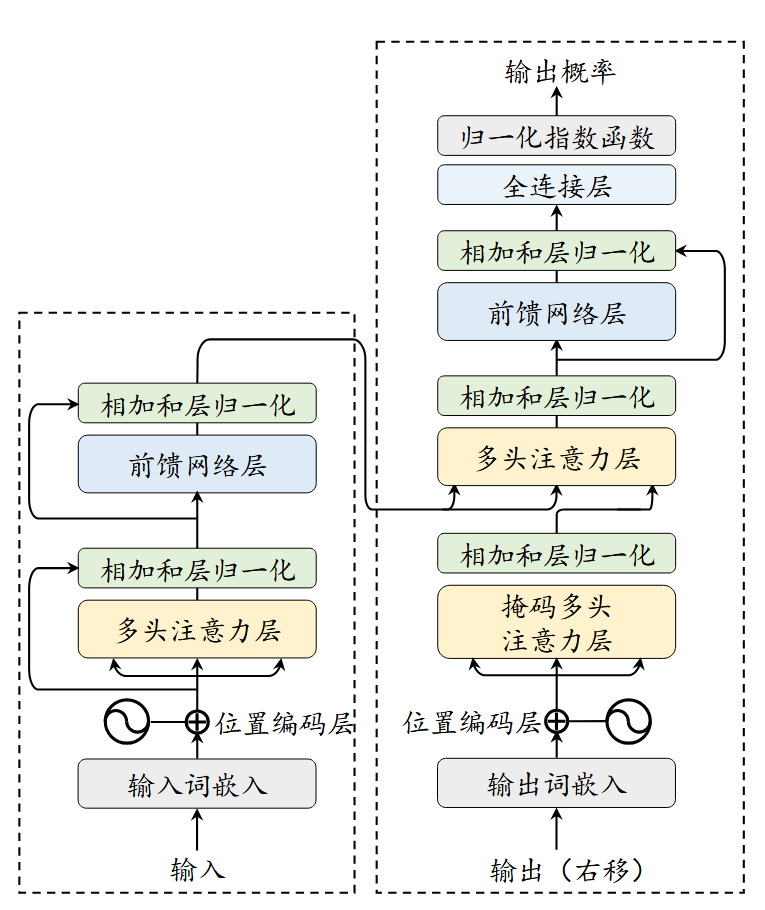 输出概率
归一化指数函数
全连接层
相加和层归一化
前馈网络层
相加和层归一化
多头注意力层
相加和层归一化
掩码多头
注意力层
位置编码层
输出词嵌入
输出（右移）
相加和层归一化
前馈网络层
相加和层归一化
多头注意力层
位置编码层
输入词嵌入
输入